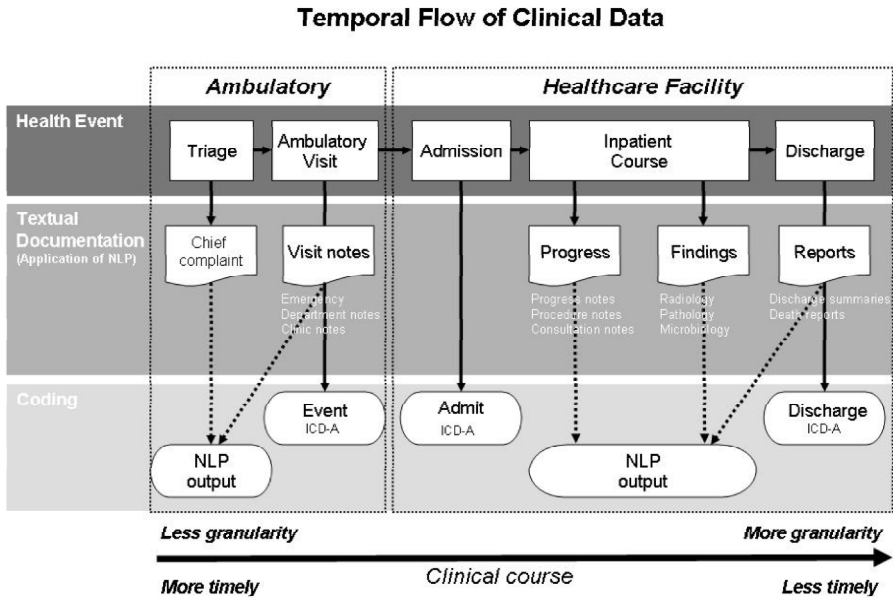 Temporal Flow of Clinical Data
Ambulatory
Healthcare Facility
Health Event
Triage
Ambulatory
Visit
Admission
Inpatient
Course
Discharge
Textual
Documentation
(Application of NLP)
Chief
complaint
Visit notes
Progress
Findings
Reports
Emergency
Department notes
Clinic notes
Progress notes
Procedure notes
Consultation notes
Radiology
Pathology
Microbiology
Discharge summaries
Death reports
Coding
Event
ICD-A
Admit
ICD-A
Discharge
ICD-A
NLP
output
NLP
output
Less granularity
More granularity
More timely
Clinical course
Less timely